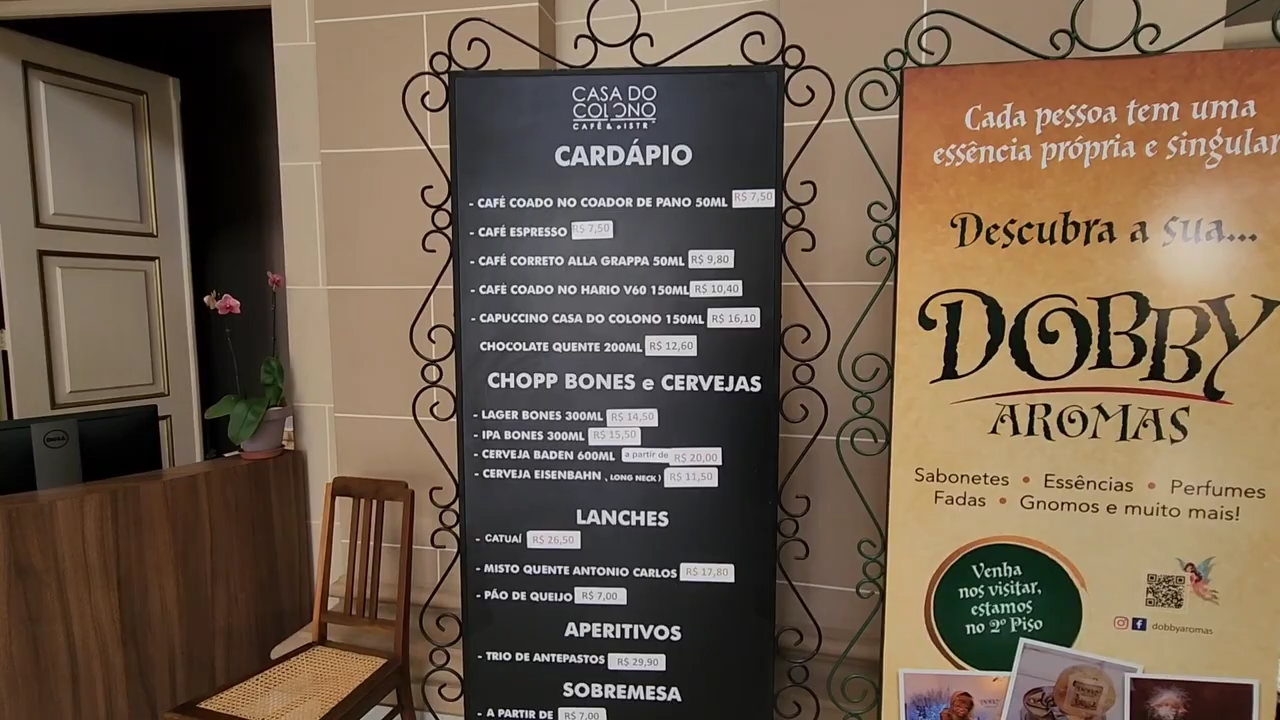 CASA DO
COLONO
CARDÁPIO
- CAFÉ COADO NO COADOR DE PANO 50ML R$ 7,50
- CAFÉ ESPRESSO R$ 7,50
- CAFÉ CORRETO ALLA GRAPPA 50ML R$ 9,80
- CAFÉ COADO NO HARIO V60 150ML R$ 10,40
- CAPUCCINO CASA DO COLONO 150ML R$ 16,10
CHOCOLATE QUENTE 200ML R$ 12,60
CHOPP BONES e CERVEJAS
- LAGER BONES 300ML R$ 14,50
- IPA BONES 300ML R$ 15,50
- CERVEJA BADEN 600ML a partir de R$ 20,00
- CERVEJA EISENBAHN , LONG NECK ) R$ 11,50
LANCHES
- CATUAÍ R$ 26,50
- MISTO QUENTE ANTONIO CARLOS R$ 17,80
- PÁO DE QUEIJO R$ 7,00
APERITIVOS
- TRIO DE ANTEPASTOS R$ 29,90
SOBREMESA
- A PARTIR DE R$ 7,00
Cada pessoa tem uma
essência própria e singular
Descubra a sua...
DOBBY
AROMAS
Sabonetes • Essências • Perfumes
Fadas • Gnomos e muito mais!
Venha
nos visitar,
estamos
no 2º Piso
dobbyaromas
DELL